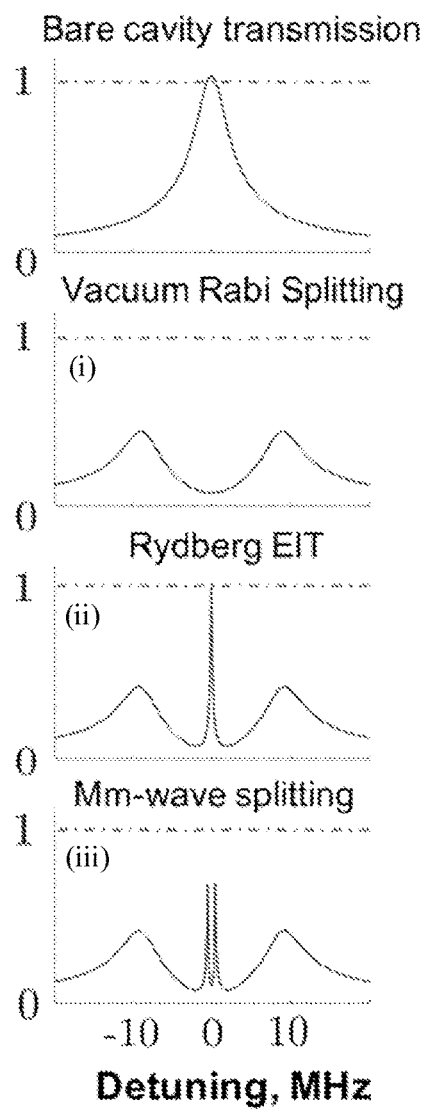 Bare cavity transmission
1
0
Vacuum Rabi Splitting
1
(i)
0
Rydberg EIT
1
(ii)
0
Mm-wave splitting
1
(iii)
0
-10 0 10
Detuning, MHz